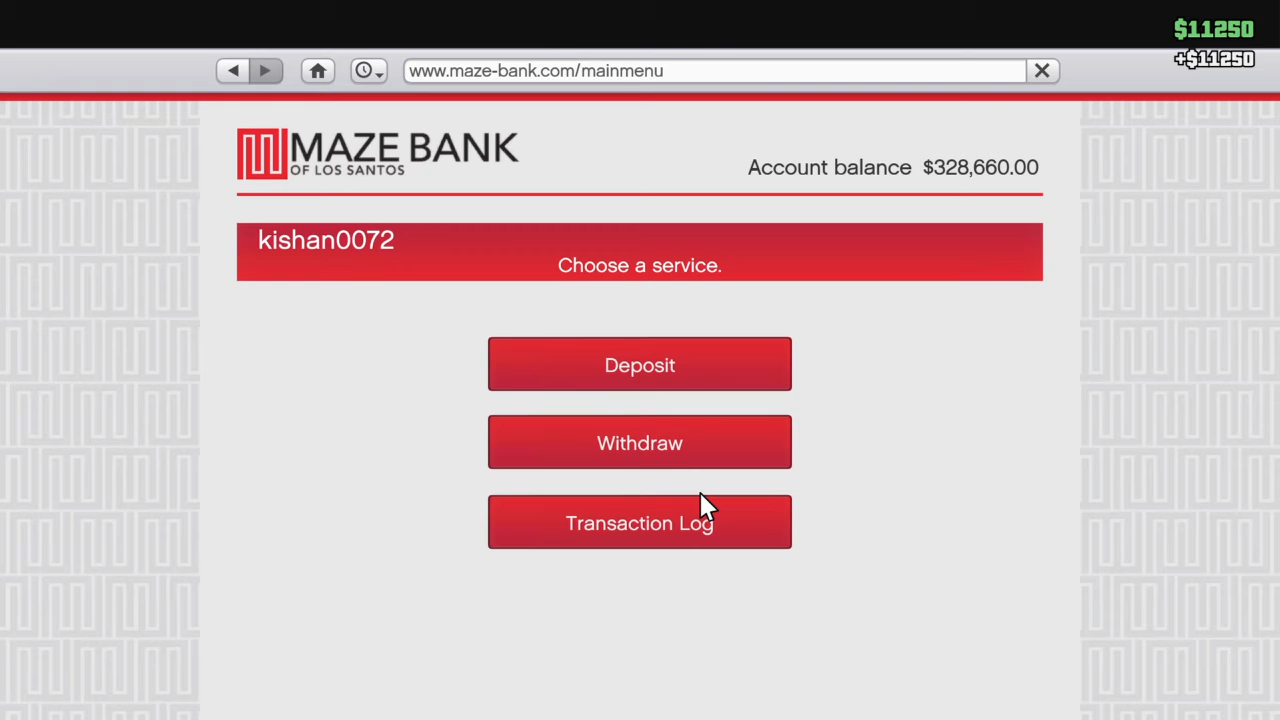 $11250
+$11250
www.maze-bank.com/mainmenu
MAZE BANK
OF LOS SANTOS
Account balance $328,660.00
kishan0072
Choose a service.
Deposit
Withdraw
Transaction Log